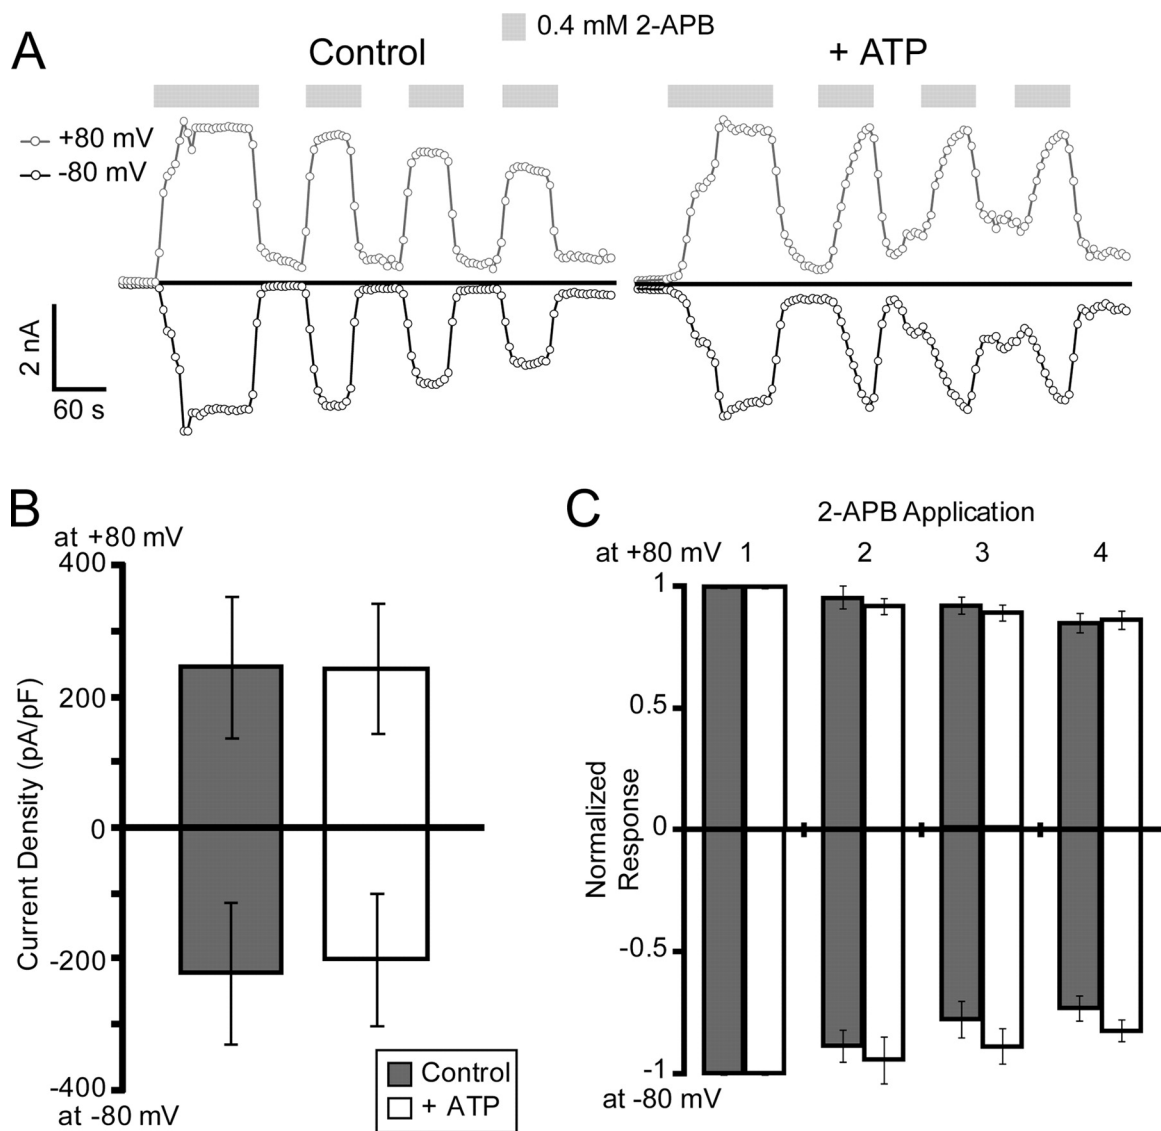 0.4 mM 2-APB
A
Control
+ ATP
+80 mV
-80 mV
2 nA
60 s
B
at +80 mV
400
200
0
-200
-400
at -80 mV
Current Density (pA/pF)
Control
+ ATP
C
2-APB Application
at +80 mV 1 2 3 4
1
0.5
0
-0.5
-1
at -80 mV
Normalized
Response